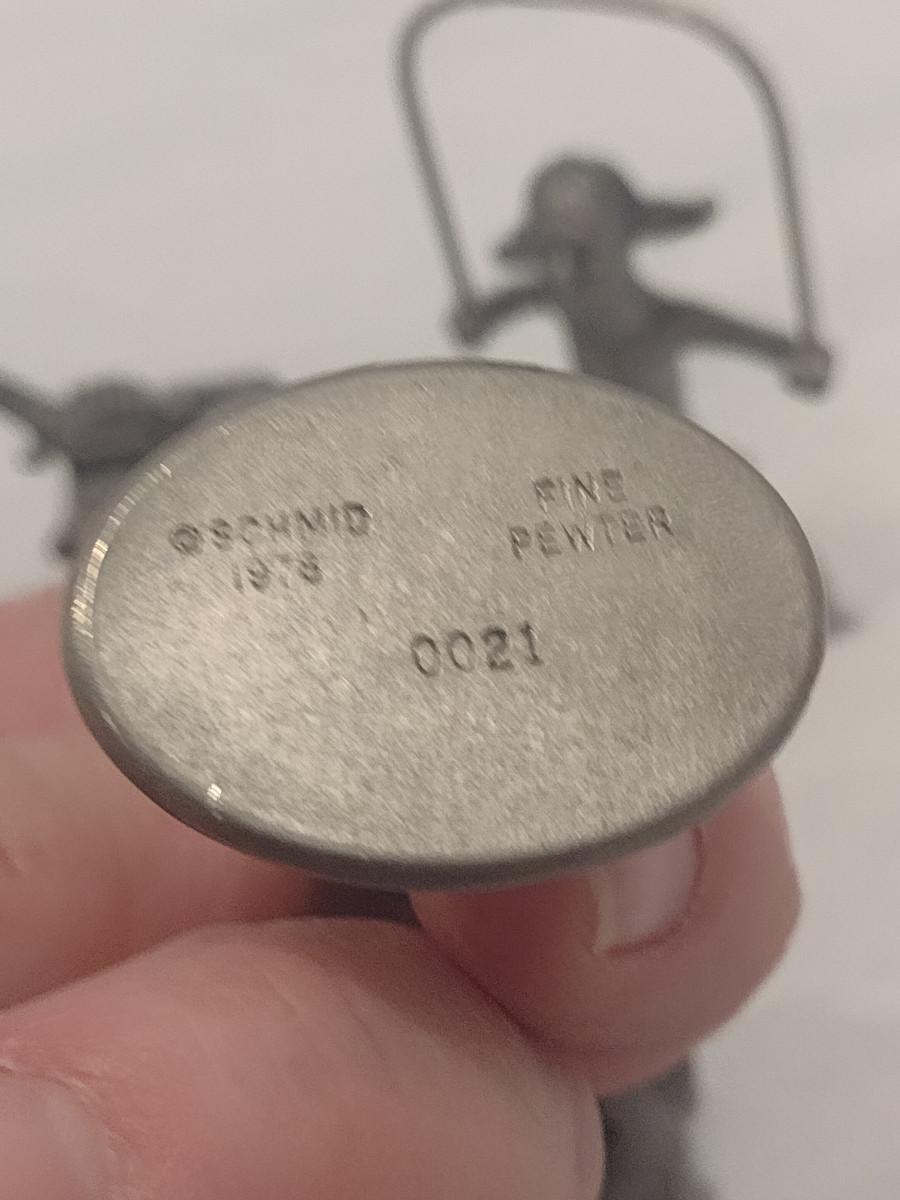 ©SCHMID
1978
FINE
PEWTER
0021